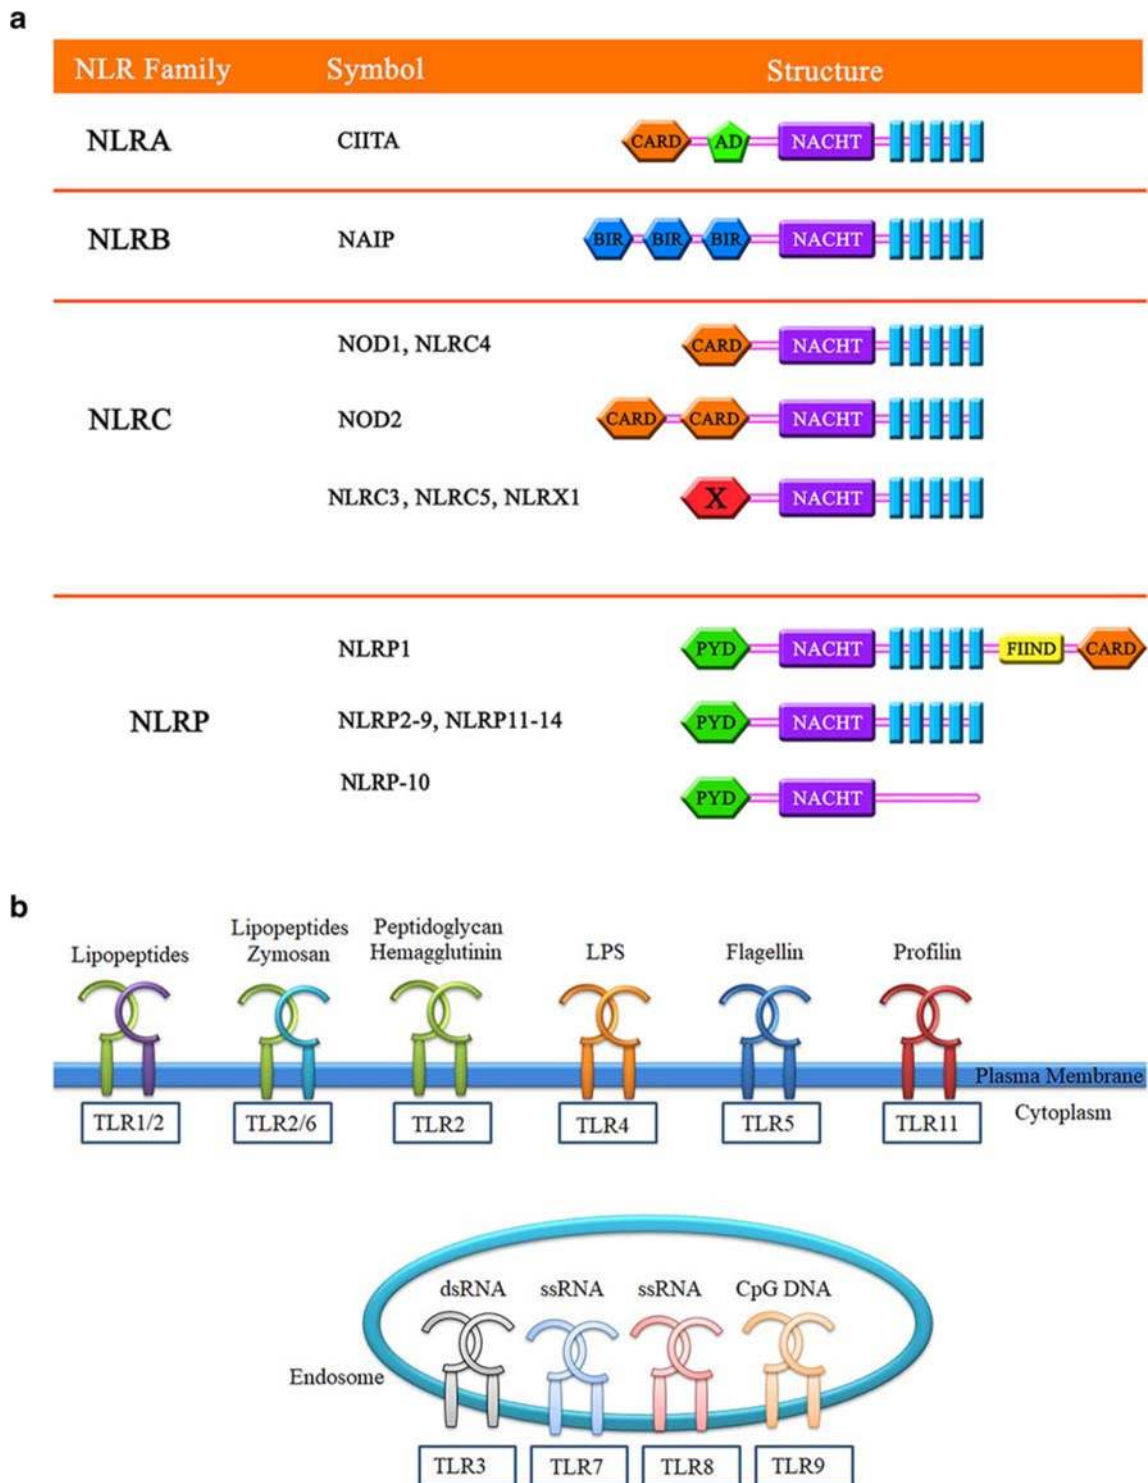 a
NLR Family Symbol Structure
NLRA CIITA CARD AD NACHT
NLRB NAIP BIR BIR BIR NACHT
NOD1, NLRC4 CARD NACHT
NLRC NOD2 CARD CARD NACHT
NLRC3, NLRC5, NLRX1 X NACHT
NLRP1 PYD NACHT FIIND CARD
NLRP NLRP2-9, NLRP11-14 PYD NACHT
NLRP-10 PYD NACHT
b
Lipopeptides
Lipopeptides
Zymosan
Peptidoglycan
Hemagglutinin
LPS
Flagellin
Profilin
Plasma Membrane
TLR1/2 TLR2/6 TLR2 TLR4 TLR5 TLR11 Cytoplasm
dsRNA ssRNA ssRNA CpG DNA
Endosome
TLR3 TLR7 TLR8 TLR9